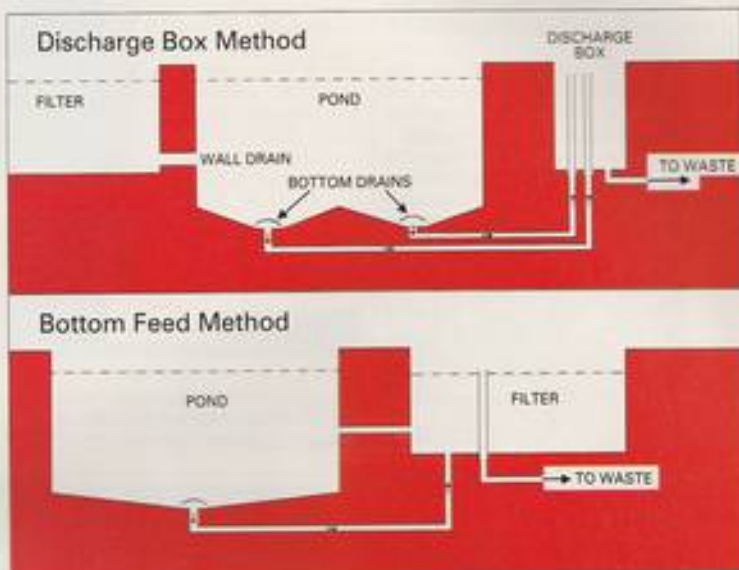 Discharge Box Method
DISCHARGE
BOX
FILTER
POND
WALL DRAIN
BOTTOM DRAINS
TO WASTE
Bottom Feed Method
POND
FILTER
TO WASTE